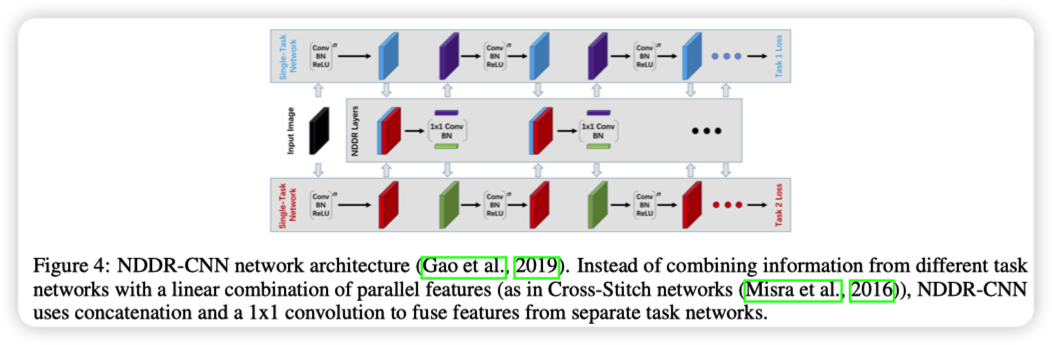 Single-Task Network
Conv BN ReLU n
Conv BN ReLU n
Conv BN ReLU n
Task 1 Loss
Input Image
NDDR Layers
1x1 Conv BN
1x1 Conv BN
Single-Task Network
Conv BN ReLU n
Conv BN ReLU n
Conv BN ReLU n
Task 2 Loss
Figure 4: NDDR-CNN network architecture (Gao et al., 2019). Instead of combining information from different task
networks with a linear combination of parallel features (as in Cross-Stitch networks (Misra et al., 2016)), NDDR-CNN
uses concatenation and a 1x1 convolution to fuse features from separate task networks.